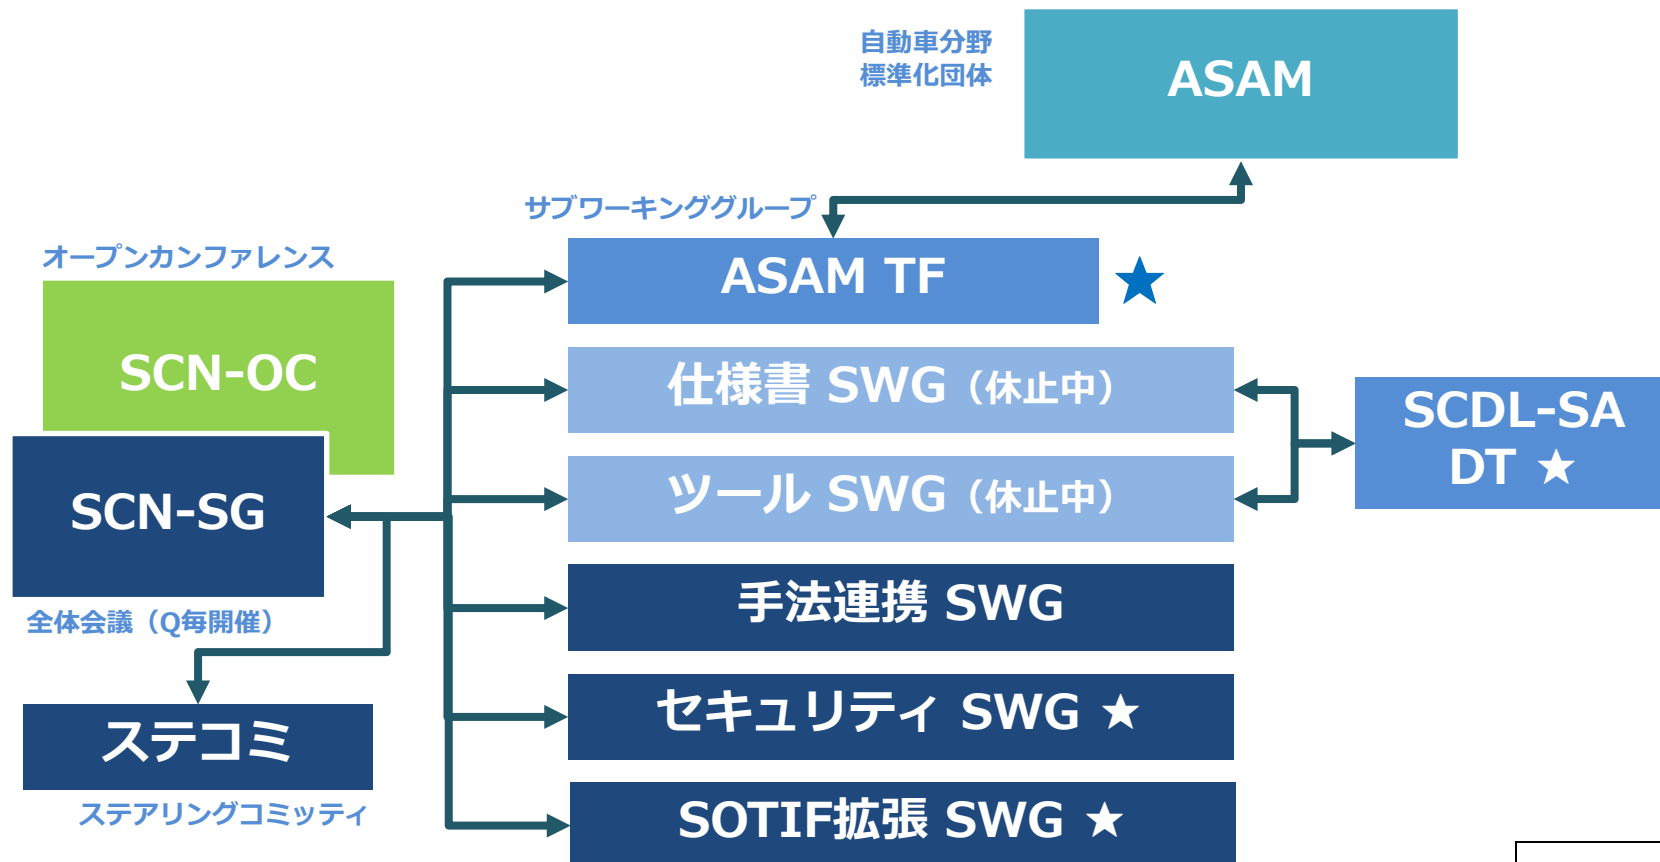 自動車分野
標準化団体
ASAM
サブワーキンググループ
ASAM TF ★
オープンカンファレンス
SCN-OC
仕様書 SWG（休止中）
SCDL-SA
DT ★
ツール SWG（休止中）
SCN-SG
全体会議（Q毎開催）
手法連携 SWG
セキュリティ SWG ★
ステコミ
ステアリングコミッティ
SOTIF拡張 SWG ★